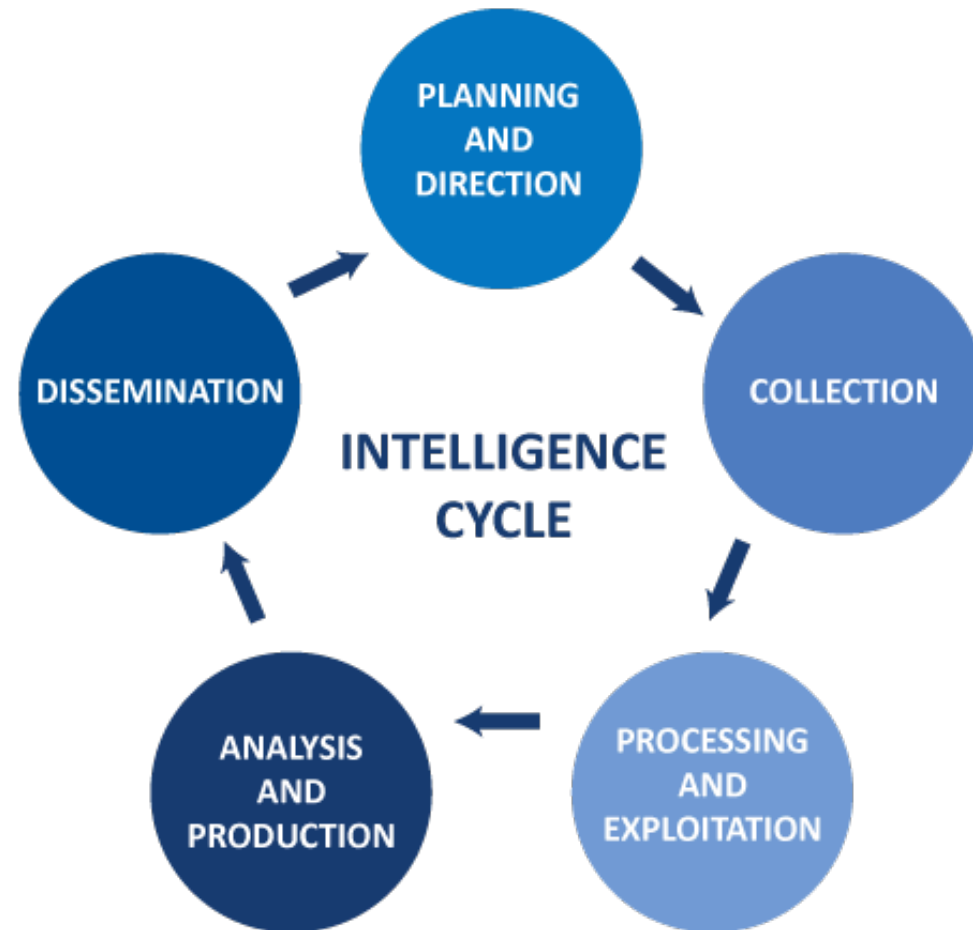 PLANNING
AND
DIRECTION
COLLECTION
PROCESSING
AND
EXPLOITATION
ANALYSIS
AND
PRODUCTION
DISSEMINATION
INTELLIGENCE
CYCLE